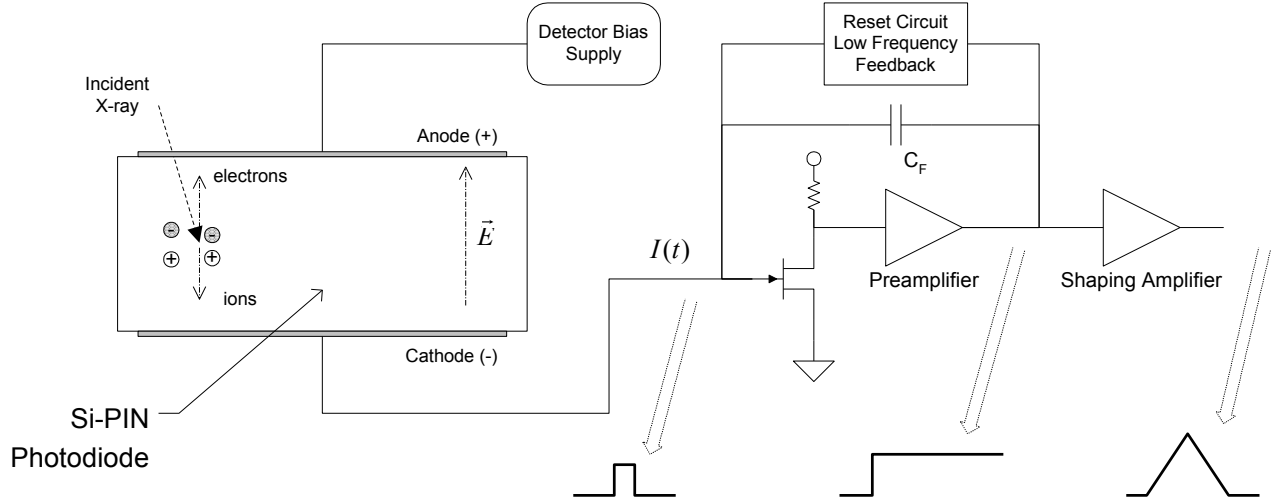 Detector Bias
Supply
Reset Circuit
Low Frequency
Feedback
Incident
X-ray
Anode (+)
C_F
electrons
-
-
+
+
E⃗
I(t)
ions
Preamplifier
Shaping Amplifier
Cathode (-)
Si-PIN
Photodiode